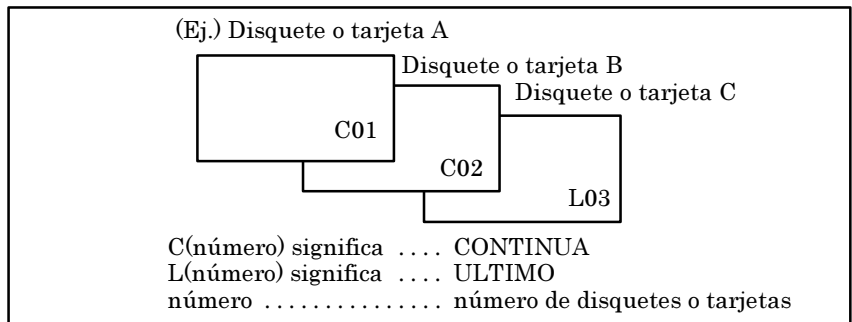 (Ej.) Disquete o tarjeta A
Disquete o tarjeta B
Disquete o tarjeta C
C01
C02
L03
C(número) significa .... CONTINUA
L(número) significa .... ULTIMO
número ............... número de disquetes o tarjetas